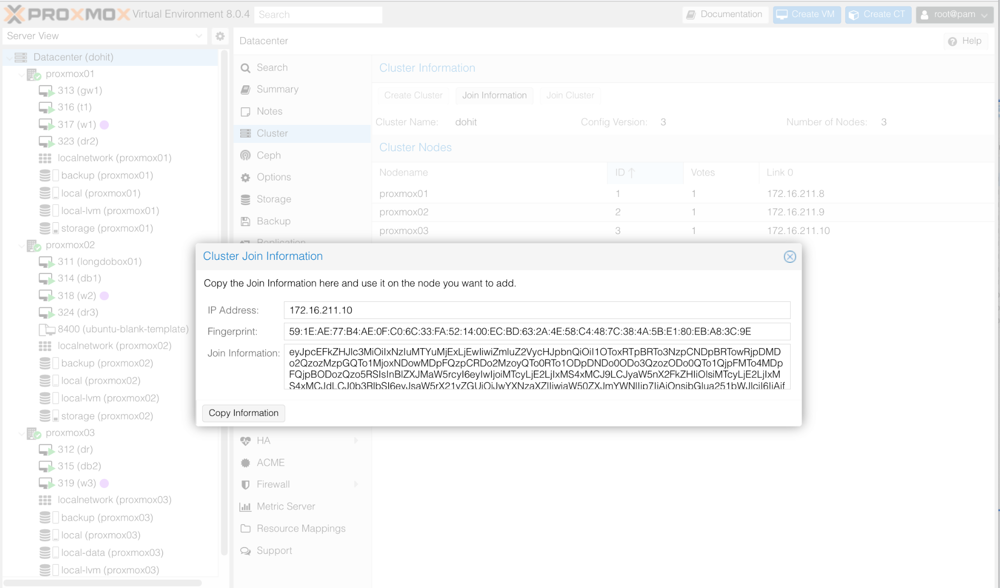 PROXMOX Virtual Environment 8.0.4 Search Documentation Create VM Create CT root@pam
Server View
Datacenter (dohit)
proxmox01
313 (gw1)
316 (t1)
317 (w1)
323 (dr2)
localnetwork (proxmox01)
backup (proxmox01)
local (proxmox01)
local-lvm (proxmox01)
storage (proxmox01)
proxmox02
311 (longdobox01)
314 (db1)
318 (w2)
324 (dr3)
8400 (ubuntu-blank-template)
localnetwork (proxmox02)
backup (proxmox02)
local (proxmox02)
local-lvm (proxmox02)
storage (proxmox02)
proxmox03
312 (dr)
315 (db2)
319 (w3)
localnetwork (proxmox03)
backup (proxmox03)
local (proxmox03)
local-data (proxmox03)
local-lvm (proxmox03)
Datacenter Help
Search
Summary
Notes
Cluster
Ceph
Options
Storage
Backup
Replication
HA
ACME
Firewall
Metric Server
Resource Mappings
Support
Cluster Information
Create Cluster Join Information Join Cluster
Cluster Name: dohit Config Version: 3 Number of Nodes: 3
Cluster Nodes
Nodename ID Votes Link 0
proxmox01 1 1 172.16.211.8
proxmox02 2 1 172.16.211.9
proxmox03 3 1 172.16.211.10
Cluster Join Information
Copy the Join Information here and use it on the node you want to add.
IP Address: 172.16.211.10
Fingerprint: 59:1E:AE:77:B4:AE:0F:C0:6C:33:FA:52:14:00:EC:BD:63:2A:4E:58:C4:48:7C:38:4A:5B:E1:80:EB:A8:3C:9E
Join Information:
Copy Information